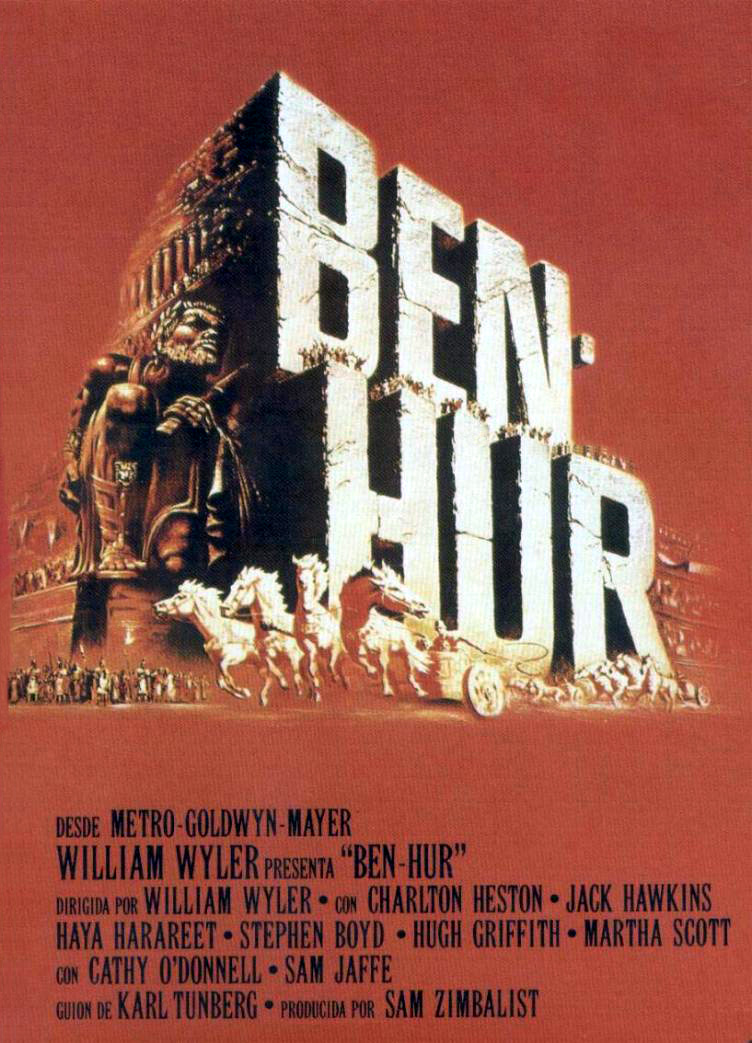 BEN-
HUR
DESDE METRO-GOLDWYN-MAYER
WILLIAM WYLER PRESENTA “BEN-HUR”
DIRIGIDA POR WILLIAM WYLER • CON CHARLTON HESTON • JACK HAWKINS
HAYA HARAREET • STEPHEN BOYD • HUGH GRIFFITH • MARTHA SCOTT
CON CATHY O'DONNELL • SAM JAFFE
GUION DE KARL TUNBERG • PRODUCIDA POR SAM ZIMBALIST